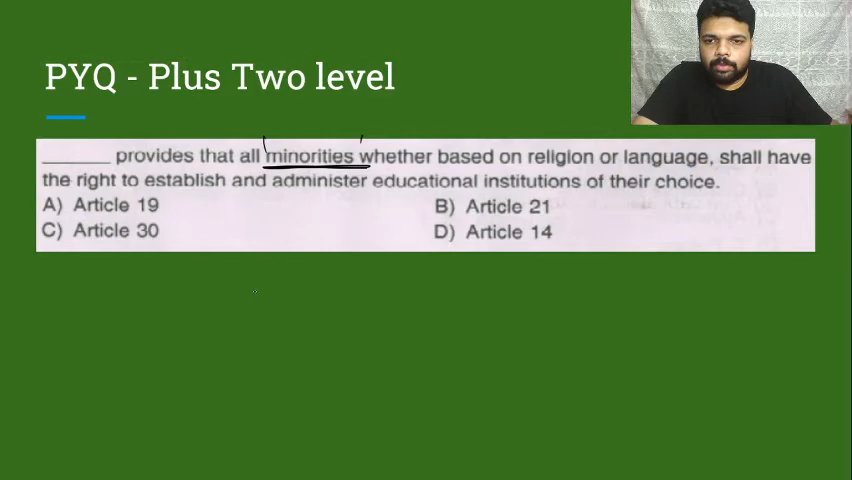 PYQ - Plus Two level
______ provides that all minorities whether based on religion or language, shall have
the right to establish and administer educational institutions of their choice.
A) Article 19 B) Article 21
C) Article 30 D) Article 14